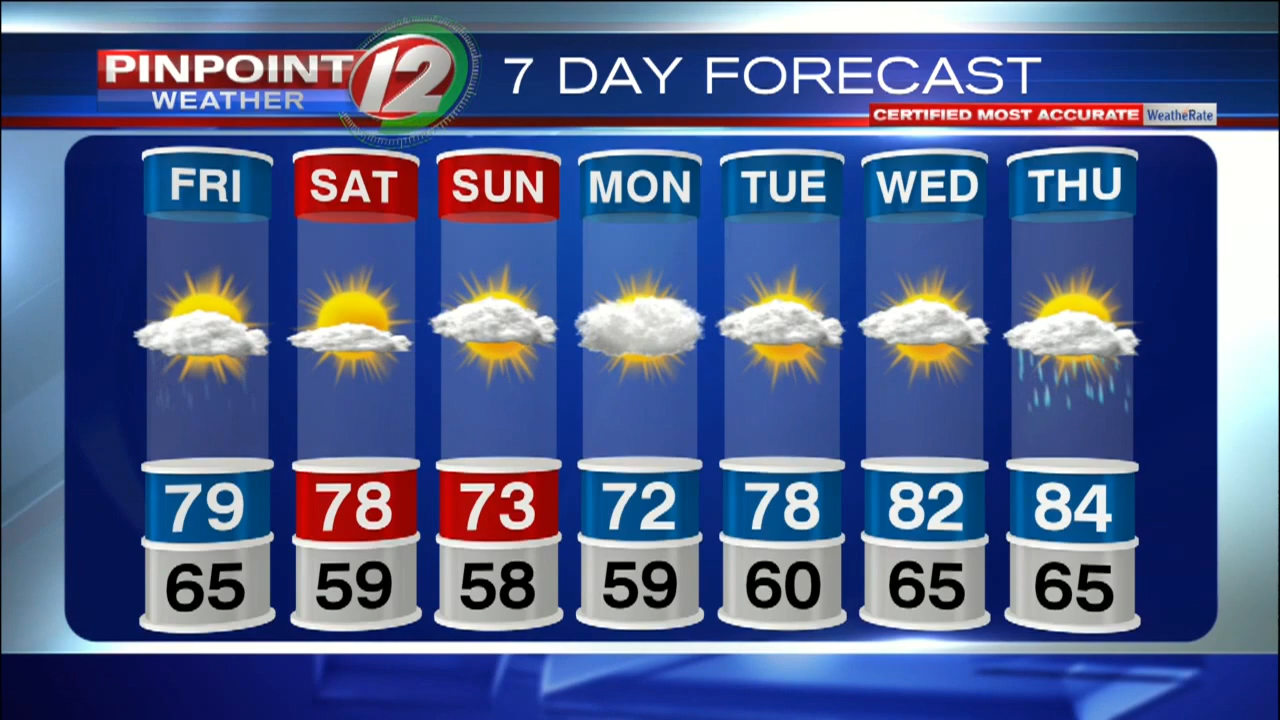 PINPOINT 12
WEATHER
7 DAY FORECAST
CERTIFIED MOST ACCURATE WeatheRate
FRI SAT SUN MON TUE WED THU
79 78 73 72 78 82 84
65 59 58 59 60 65 65